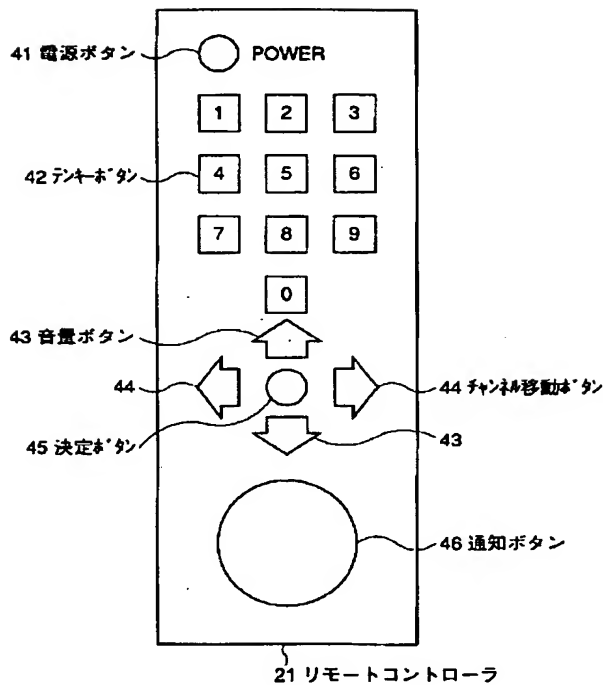 41 電源ボタン
POWER
1 2 3
42 テンキーボタン
4 5 6
7 8 9
0
43 音量ボタン
44
44 チャンネル移動ボタン
45 決定ボタン
43
46 通知ボタン
21 リモートコントローラ